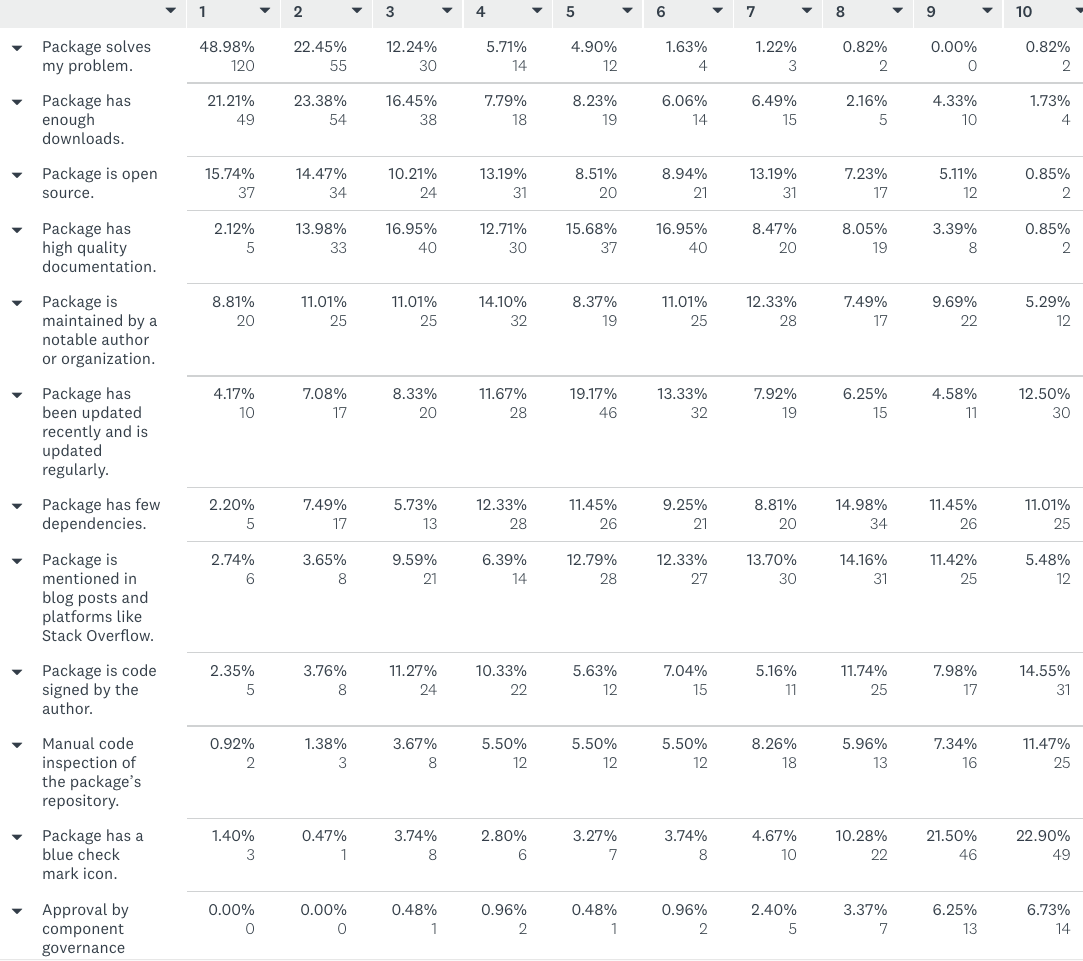 1 2 3 4 5 6 7 8 9 10
Package solves 48.98% 22.45% 12.24% 5.71% 4.90% 1.63% 1.22% 0.82% 0.00% 0.82%
my problem. 120 55 30 14 12 4 3 2 0 2
Package has 21.21% 23.38% 16.45% 7.79% 8.23% 6.06% 6.49% 2.16% 4.33% 1.73%
enough 49 54 38 18 19 14 15 5 10 4
downloads.
Package is open 15.74% 14.47% 10.21% 13.19% 8.51% 8.94% 13.19% 7.23% 5.11% 0.85%
source. 37 34 24 31 20 21 31 17 12 2
Package has 2.12% 13.98% 16.95% 12.71% 15.68% 16.95% 8.47% 8.05% 3.39% 0.85%
high quality 5 33 40 30 37 40 20 19 8 2
documentation.
Package is 8.81% 11.01% 11.01% 14.10% 8.37% 11.01% 12.33% 7.49% 9.69% 5.29%
maintained by a 20 25 25 32 19 25 28 17 22 12
notable author
or organization.
Package has 4.17% 7.08% 8.33% 11.67% 19.17% 13.33% 7.92% 6.25% 4.58% 12.50%
been updated 10 17 20 28 46 32 19 15 11 30
recently and is
updated
regularly.
Package has few 2.20% 7.49% 5.73% 12.33% 11.45% 9.25% 8.81% 14.98% 11.45% 11.01%
dependencies. 5 17 13 28 26 21 20 34 26 25
Package is 2.74% 3.65% 9.59% 6.39% 12.79% 12.33% 13.70% 14.16% 11.42% 5.48%
mentioned in 6 8 21 14 28 27 30 31 25 12
blog posts and
platforms like
Stack Overflow.
Package is code 2.35% 3.76% 11.27% 10.33% 5.63% 7.04% 5.16% 11.74% 7.98% 14.55%
signed by the 5 8 24 22 12 15 11 25 17 31
author.
Manual code 0.92% 1.38% 3.67% 5.50% 5.50% 5.50% 8.26% 5.96% 7.34% 11.47%
inspection of 2 3 8 12 12 12 18 13 16 25
the package's
repository.
Package has a 1.40% 0.47% 3.74% 2.80% 3.27% 3.74% 4.67% 10.28% 21.50% 22.90%
blue check 3 1 8 6 7 8 10 22 46 49
mark icon.
Approval by 0.00% 0.00% 0.48% 0.96% 0.48% 0.96% 2.40% 3.37% 6.25% 6.73%
component 0 0 1 2 1 2 5 7 13 14
governance